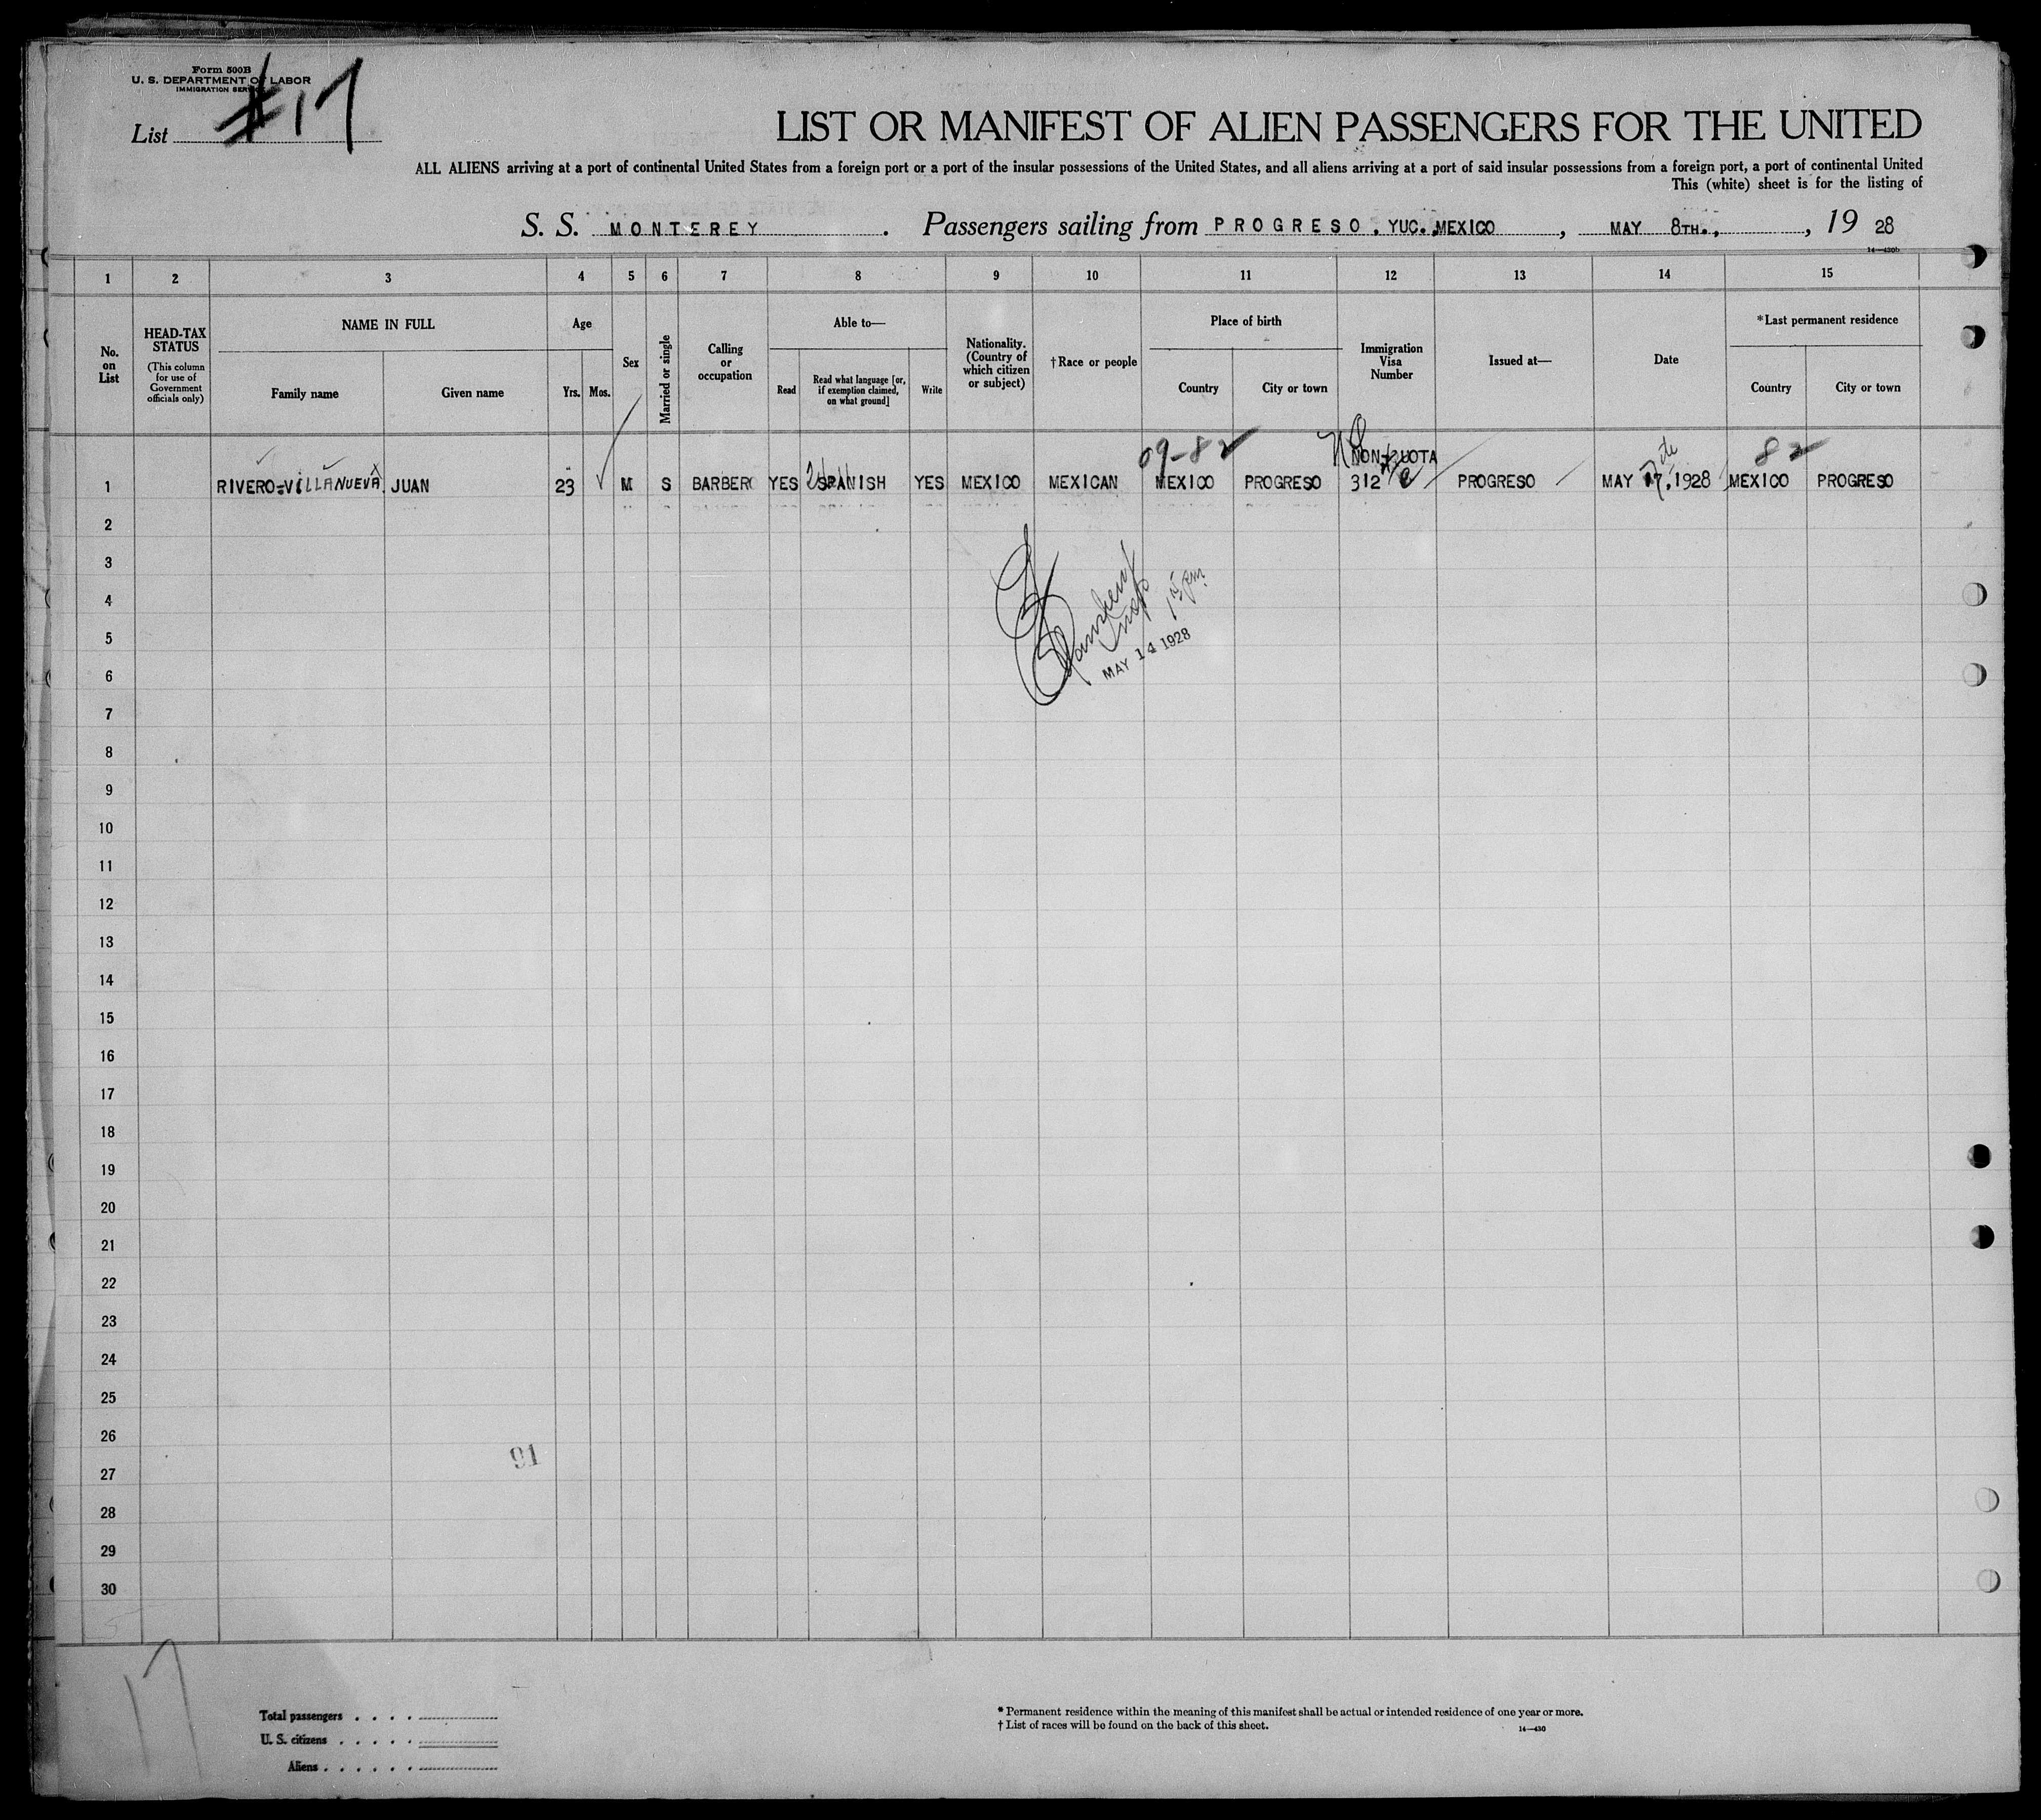 Form 500B
U. S. DEPARTMENT OF LABOR
IMMIGRATION SERVICE
List #17
LIST OR MANIFEST OF ALIEN PASSENGERS FOR THE UNITED
ALL ALIENS arriving at a port of continental United States from a foreign port or a port of the insular possessions of the United States, and all aliens arriving at a port of said insular possessions from a foreign port, a port of continental United
This (white) sheet is for the listing of
S. S. MONTEREY . Passengers sailing from PROGRESO, YUC. MEXICO , MAY 8TH., , 19 28
14—430b
1 2 3 4 5 6 7 8 9 10 11 12 13 14 15
No. on List
HEAD-TAX STATUS
(This column for use of Government officials only)
NAME IN FULL
Family name Given name
Age
Yrs. Mos.
Sex
Married or single
Calling or occupation
Able to—
Read
Read what language [or, if exemption claimed, on what ground]
Write
Nationality. (Country of which citizen or subject)
†Race or people
Place of birth
Country City or town
Immigration Visa Number
Issued at—
Date
*Last permanent residence
Country City or town
09-82 NON-QUOTA 82
1 RIVERO=VILLANUEVA JUAN 23 M S BARBER YES SPANISH YES MEXICO MEXICAN MEXICO PROGRESO 312 PROGRESO MAY 7, 1928 MEXICO PROGRESO
2
3
4
5
MAY 14 1928
6
7
8
9
10
11
12
13
14
15
16
17
18
19
20
21
22
23
24
25
26
91
27
28
29
30
17
Total passengers . . . .
U. S. citizens . . . . .
Aliens . . . . . .
* Permanent residence within the meaning of this manifest shall be actual or intended residence of one year or more.
† List of races will be found on the back of this sheet.
14—430